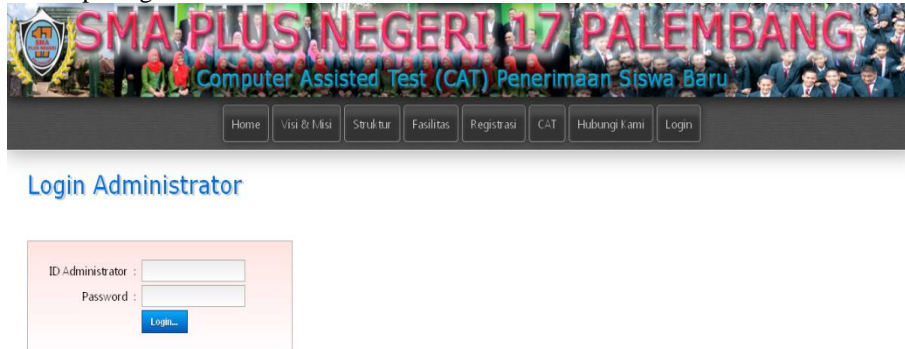 SMA PLUS NEGERI 17 PALEMBANG
Computer Assisted Test (CAT) Penerimaan Siswa Baru
Home Visi & Misi Struktur Fasilitas Registrasi CAT Hubungi Kami Login
Login Administrator
ID Administrator :
Password :
Login...